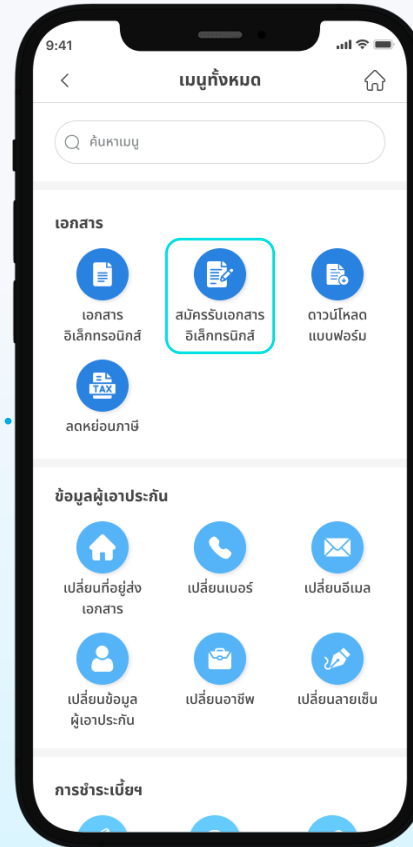 9:41
เมนูทั้งหมด
ค้นหาเมนู
เอกสาร
เอกสาร
อิเล็กทรอนิกส์
สมัครรับเอกสาร
อิเล็กทรนิกส์
ดาวน์โหลด
แบบฟอร์ม
TAX
ลดหย่อนภาษี
ข้อมูลผู้เอาประกัน
เปลี่ยนที่อยู่ส่ง
เอกสาร
เปลี่ยนเบอร์
เปลี่ยนอีเมล
เปลี่ยนข้อมูล
ผู้เอาประกัน
เปลี่ยนอาชีพ
เปลี่ยนลายเซ็น
การชำระเบี้ยฯ